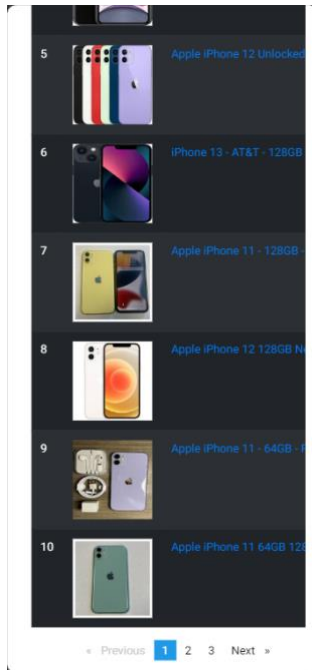 5 Apple iPhone 12 Unlocked
6 iPhone 13 - AT&T - 128GB
7 Apple iPhone 11 - 128GB -
8 Apple iPhone 12 128GB
9 Apple iPhone 11 - 64GB -
10 Apple iPhone 11 64GB 128
« Previous 1 2 3 Next »